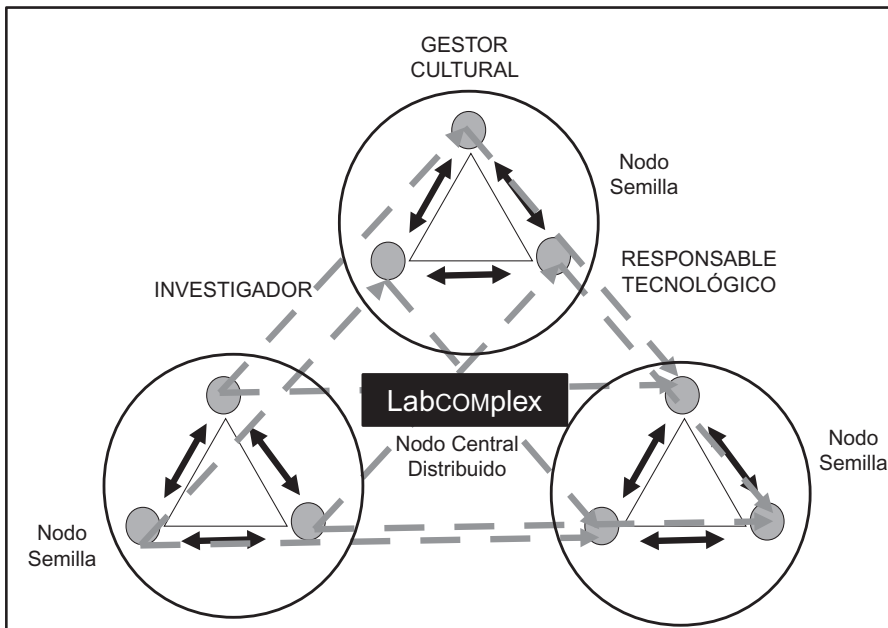 GESTOR
CULTURAL
Nodo
Semilla
INVESTIGADOR
RESPONSABLE
TECNOLÓGICO
LabCOMplex
Nodo Central
Distribuido
Nodo
Semilla
Nodo
Semilla